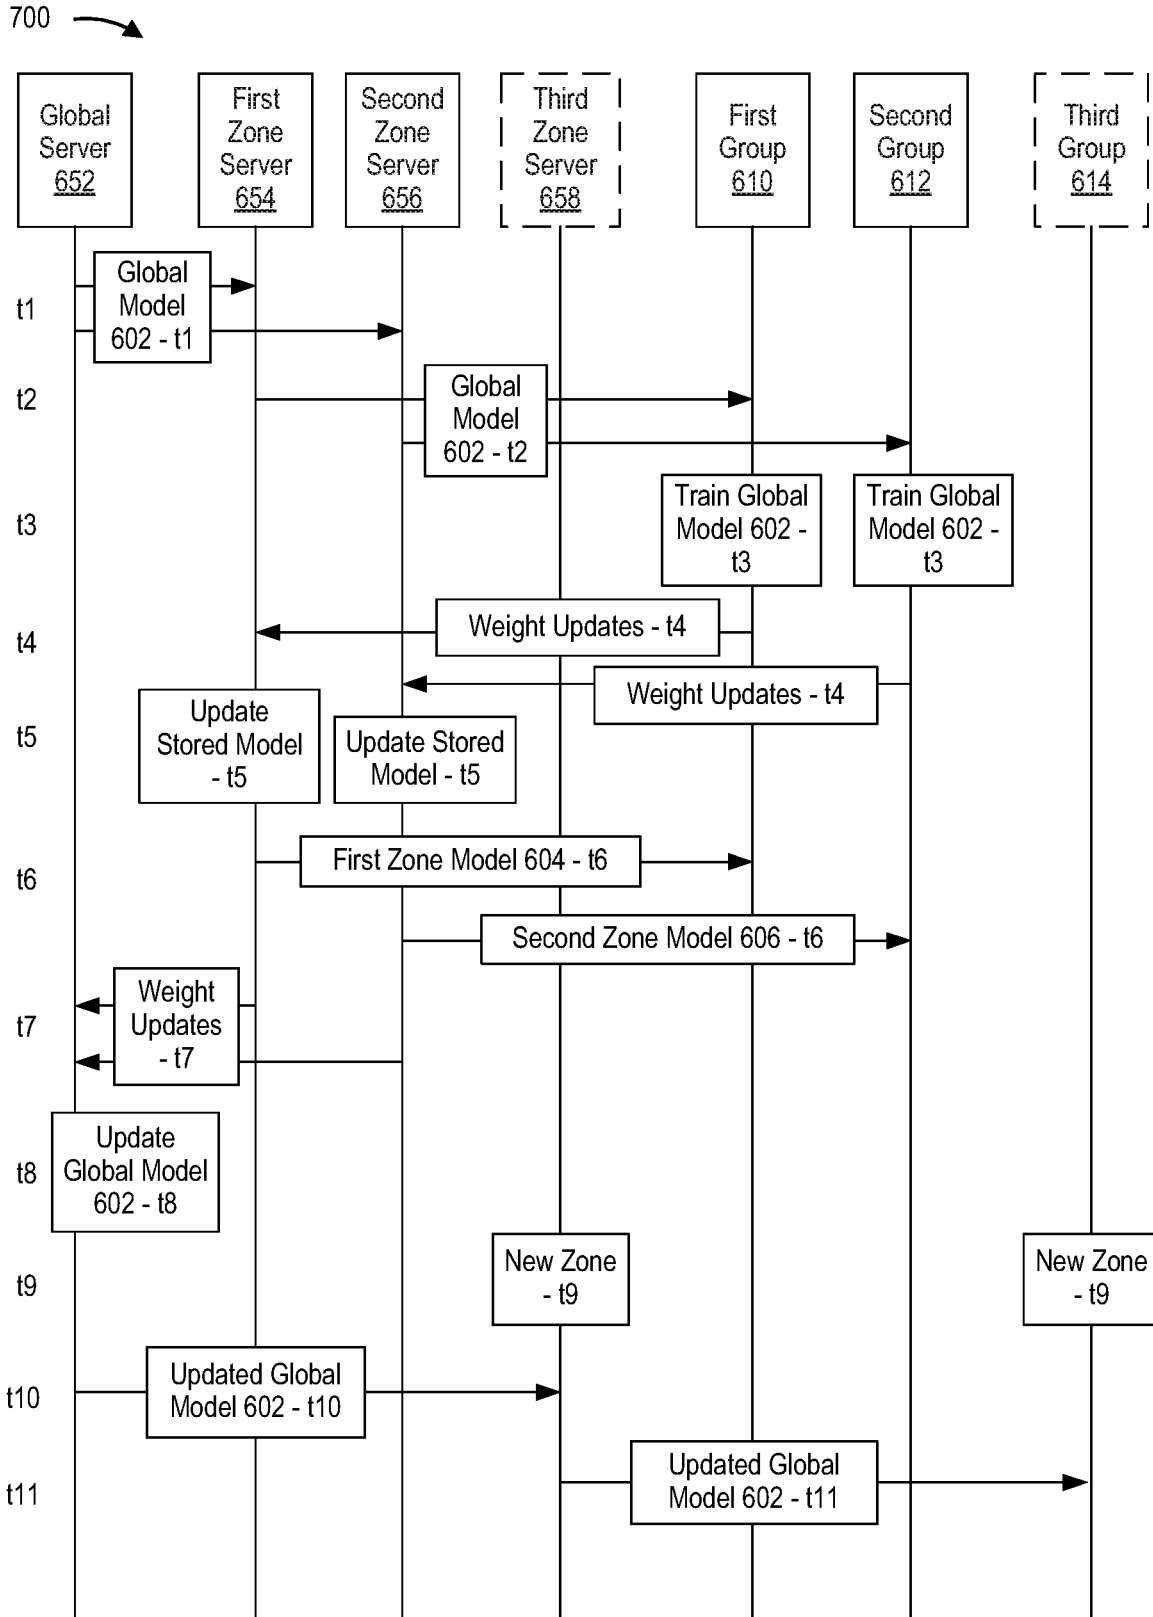 700
Global
Server
652
First
Zone
Server
654
Second
Zone
Server
656
Third
Zone
Server
658
First
Group
610
Second
Group
612
Third
Group
614
t1
Global
Model
602 - t1
t2
Global
Model
602 - t2
t3
Train Global
Model 602 -
t3
Train Global
Model 602 -
t3
t4
Weight Updates - t4
Weight Updates - t4
t5
Update
Stored Model
- t5
Update Stored
Model - t5
t6
First Zone Model 604 - t6
Second Zone Model 606 - t6
t7
Weight
Updates
- t7
t8
Update
Global Model
602 - t8
t9
New Zone
- t9
New Zone
- t9
t10
Updated Global
Model 602 - t10
t11
Updated Global
Model 602 - t11